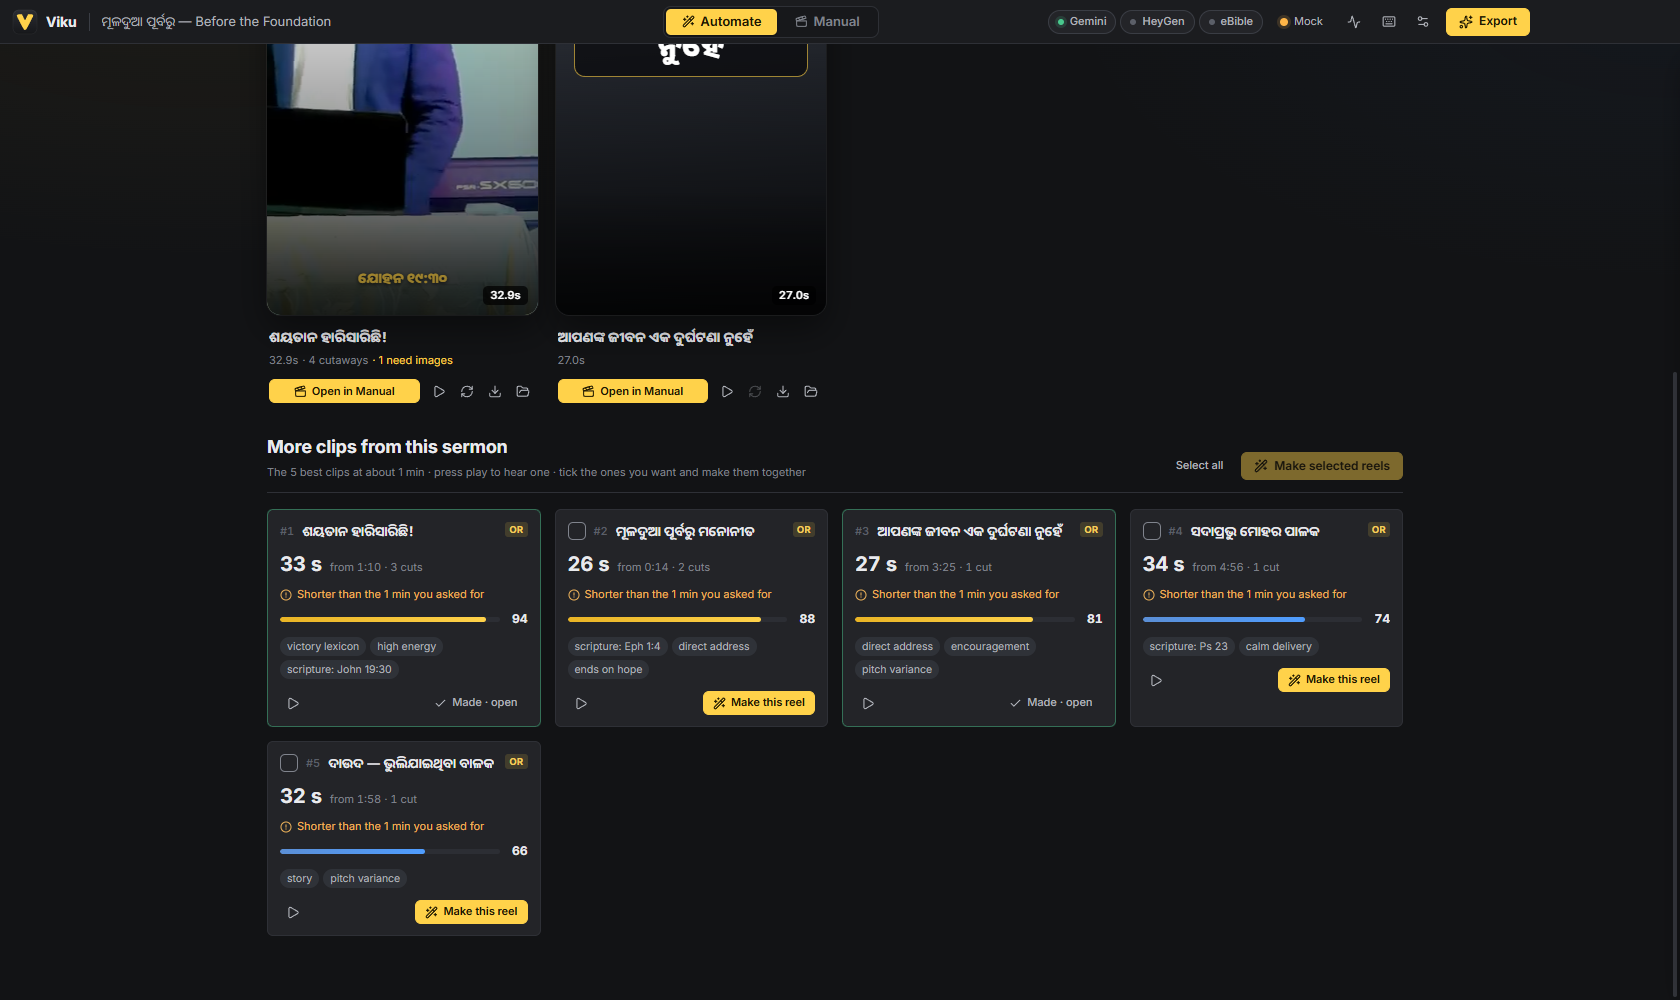 Viku
ମୂଳଦୁଆ ପୂର୍ବରୁ — Before the Foundation
Automate
Manual
Gemini
HeyGen
eBible
Mock
Export
ନୁହେଁ
PSR-SX60
ଯୋହନ ୧୯:୩୦
32.9s
27.0s
ଶୟତାନ ହାରିସାରିଛି!
32.9s · 4 cutaways · 1 need images
Open in Manual
ଆପଣଙ୍କ ଜୀବନ ଏକ ଦୁର୍ଘଟଣା ନୁହେଁ
27.0s
Open in Manual
More clips from this sermon
The 5 best clips at about 1 min · press play to hear one · tick the ones you want and make them together
Select all
Make selected reels
#1 ଶୟତାନ ହାରିସାରିଛି! OR
33 s from 1:10 · 3 cuts
Shorter than the 1 min you asked for
94
victory lexicon
high energy
scripture: John 19:30
Made · open
#2 ମୂଳଦୁଆ ପୂର୍ବରୁ ମନୋନୀତ OR
26 s from 0:14 · 2 cuts
Shorter than the 1 min you asked for
88
scripture: Eph 1:4
direct address
ends on hope
Make this reel
#3 ଆପଣଙ୍କ ଜୀବନ ଏକ ଦୁର୍ଘଟଣା ନୁହେଁ OR
27 s from 3:25 · 1 cut
Shorter than the 1 min you asked for
81
direct address
encouragement
pitch variance
Made · open
#4 ସଦାପ୍ରଭୁ ମୋହର ପାଳକ OR
34 s from 4:56 · 1 cut
Shorter than the 1 min you asked for
74
scripture: Ps 23
calm delivery
Make this reel
#5 ଦାଉଦ — ଭୁଲିଯାଇଥିବା ବାଳକ OR
32 s from 1:58 · 1 cut
Shorter than the 1 min you asked for
66
story
pitch variance
Make this reel